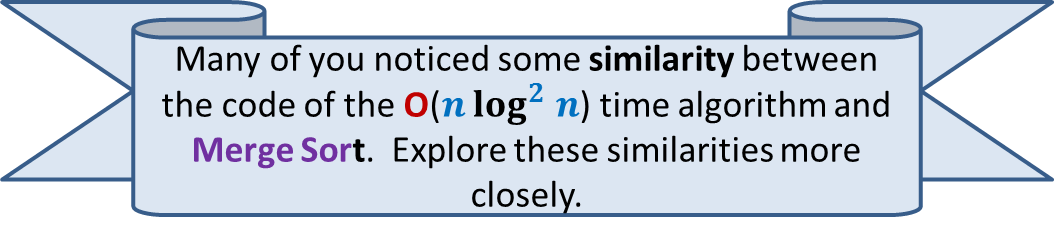 Many of you noticed some similarity between
the code of the O(n log² n) time algorithm and
Merge Sort.  Explore these similarities more
closely.